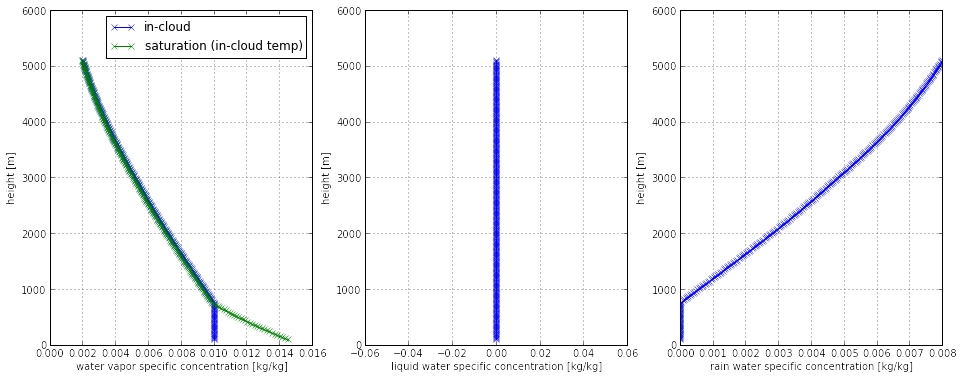 6000
5000
4000
3000
2000
1000
0
height [m]
in-cloud
saturation (in-cloud temp)
0.000 0.002 0.004 0.006 0.008 0.010 0.012 0.014 0.016
water vapor specific concentration [kg/kg]
6000
5000
4000
3000
2000
1000
0
height [m]
−0.06 −0.04 −0.02 0.00 0.02 0.04 0.06
liquid water specific concentration [kg/kg]
6000
5000
4000
3000
2000
1000
0
height [m]
0.000 0.001 0.002 0.003 0.004 0.005 0.006 0.007 0.008
rain water specific concentration [kg/kg]